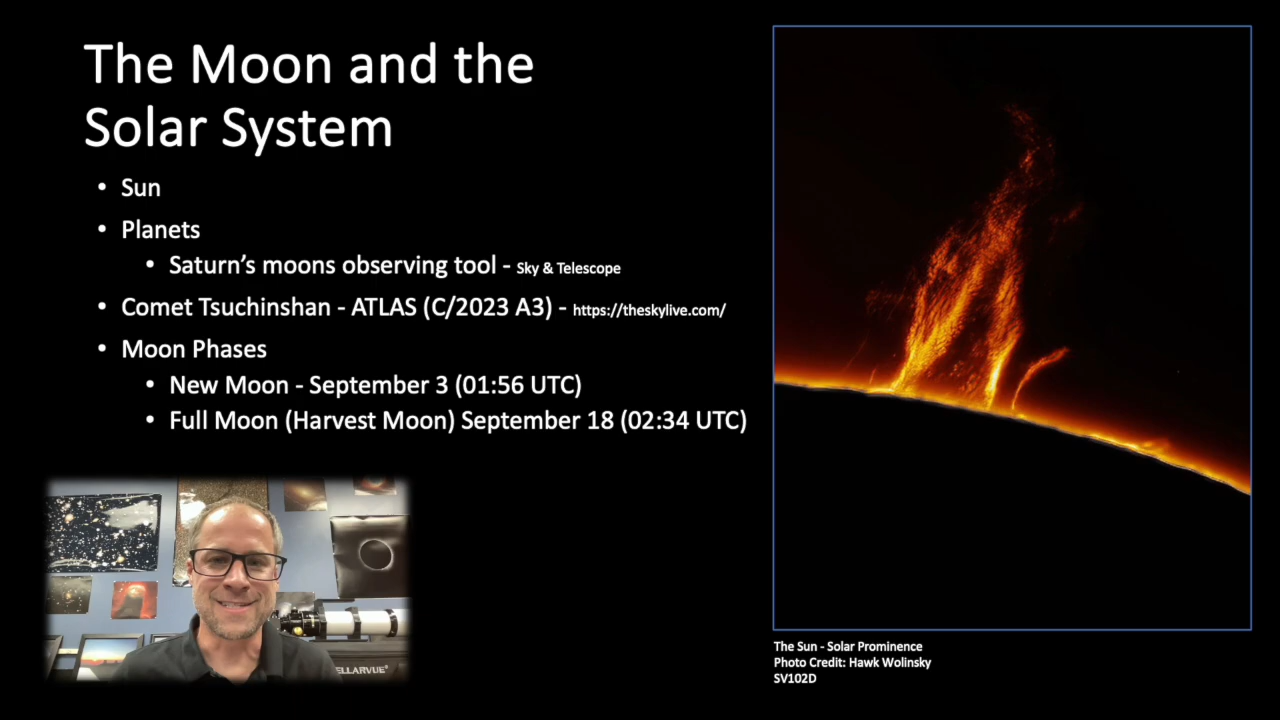 The Moon and the
Solar System
• Sun
• Planets
• Saturn's moons observing tool - Sky & Telescope
• Comet Tsuchinshan - ATLAS (C/2023 A3) - https://theskylive.com/
• Moon Phases
• New Moon - September 3 (01:56 UTC)
• Full Moon (Harvest Moon) September 18 (02:34 UTC)
ELLARVUE®
The Sun - Solar Prominence
Photo Credit: Hawk Wolinsky
SV102D